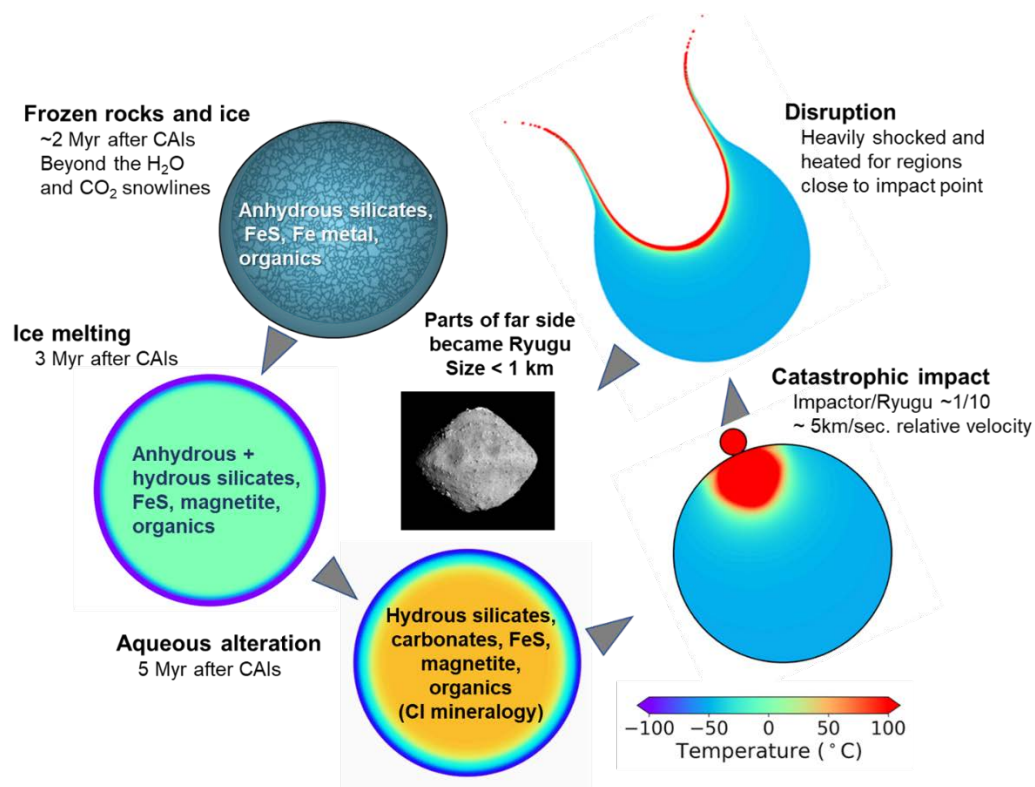 Frozen rocks and ice
~2 Myr after CAIs
Beyond the H₂O
and CO₂ snowlines
Anhydrous silicates,
FeS, Fe metal,
organics
Ice melting
3 Myr after CAIs
Anhydrous +
hydrous silicates,
FeS, magnetite,
organics
Aqueous alteration
5 Myr after CAIs
Hydrous silicates,
carbonates, FeS,
magnetite,
organics
(CI mineralogy)
Catastrophic impact
Impactor/Ryugu ~1/10
~ 5km/sec. relative velocity
Disruption
Heavily shocked and
heated for regions
close to impact point
Parts of far side
became Ryugu
Size < 1 km
−100 −50 0 50 100
Temperature (°C)